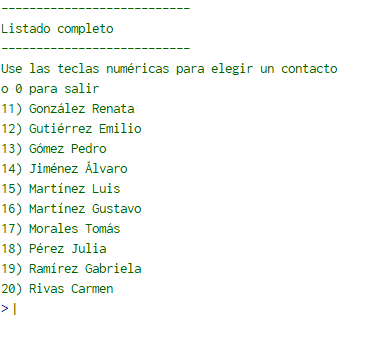 ---------------------------
Listado completo
---------------------------
Use las teclas numéricas para elegir un contacto
o 0 para salir
11) González Renata
12) Gutiérrez Emilio
13) Gómez Pedro
14) Jiménez Álvaro
15) Martínez Luis
16) Martínez Gustavo
17) Morales Tomás
18) Pérez Julia
19) Ramírez Gabriela
20) Rivas Carmen
>